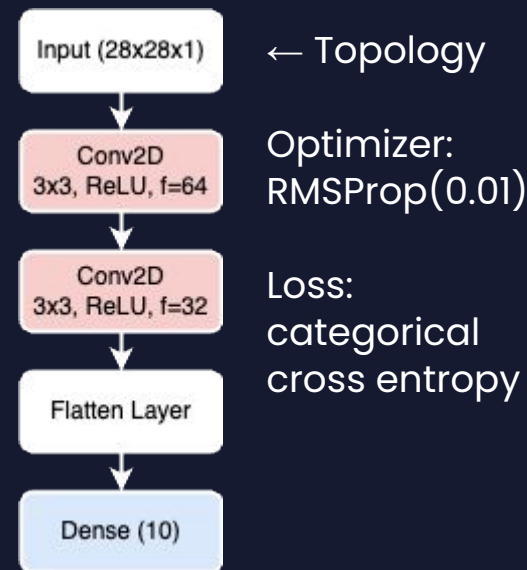 Input (28x28x1)
← Topology
Conv2D
3x3, ReLU, f=64
Optimizer:
RMSProp(0.01)
Conv2D
3x3, ReLU, f=32
Loss:
categorical
cross entropy
Flatten Layer
Dense (10)